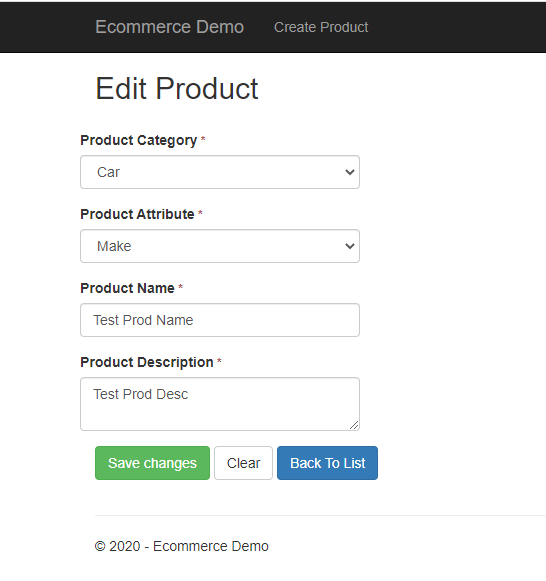 Ecommerce Demo Create Product
Edit Product
Product Category *
Car
Product Attribute *
Make
Product Name *
Test Prod Name
Product Description *
Test Prod Desc
Save changes Clear Back To List
© 2020 - Ecommerce Demo